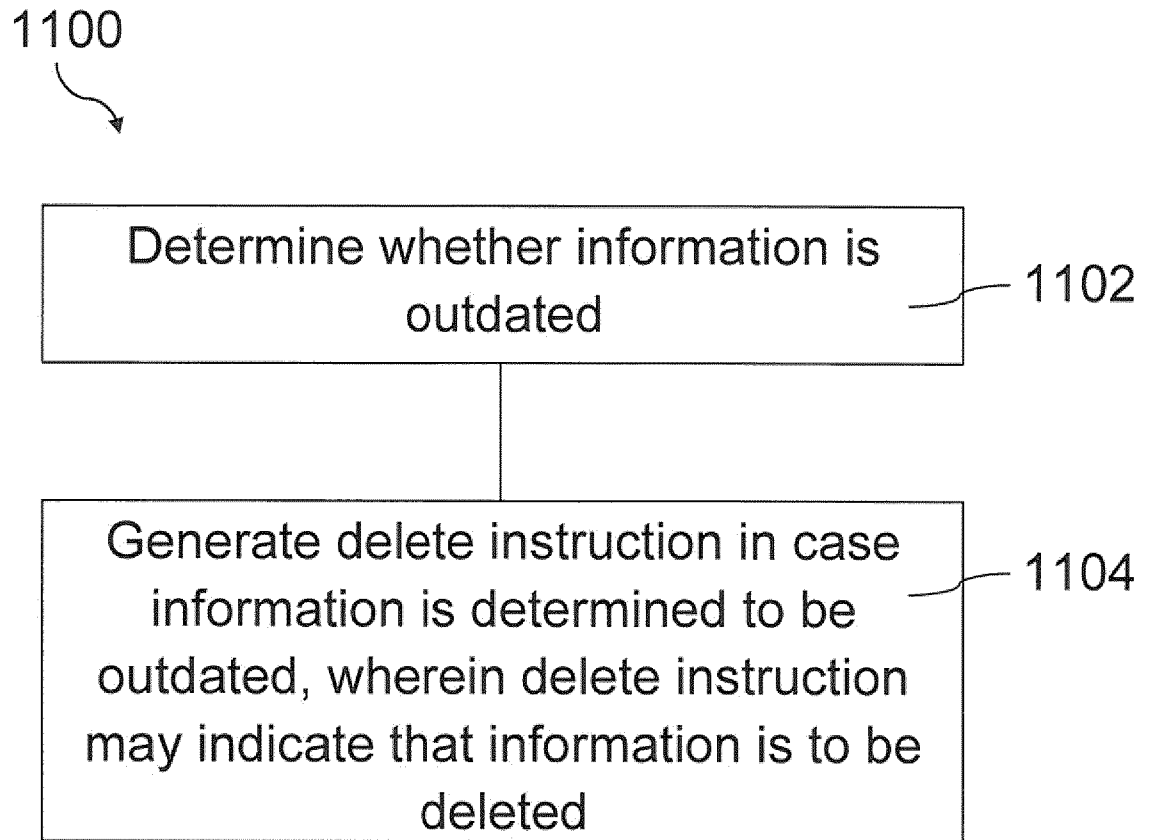 1100
Determine whether information is
outdated
1102
Generate delete instruction in case
information is determined to be
outdated, wherein delete instruction
may indicate that information is to be
deleted
1104